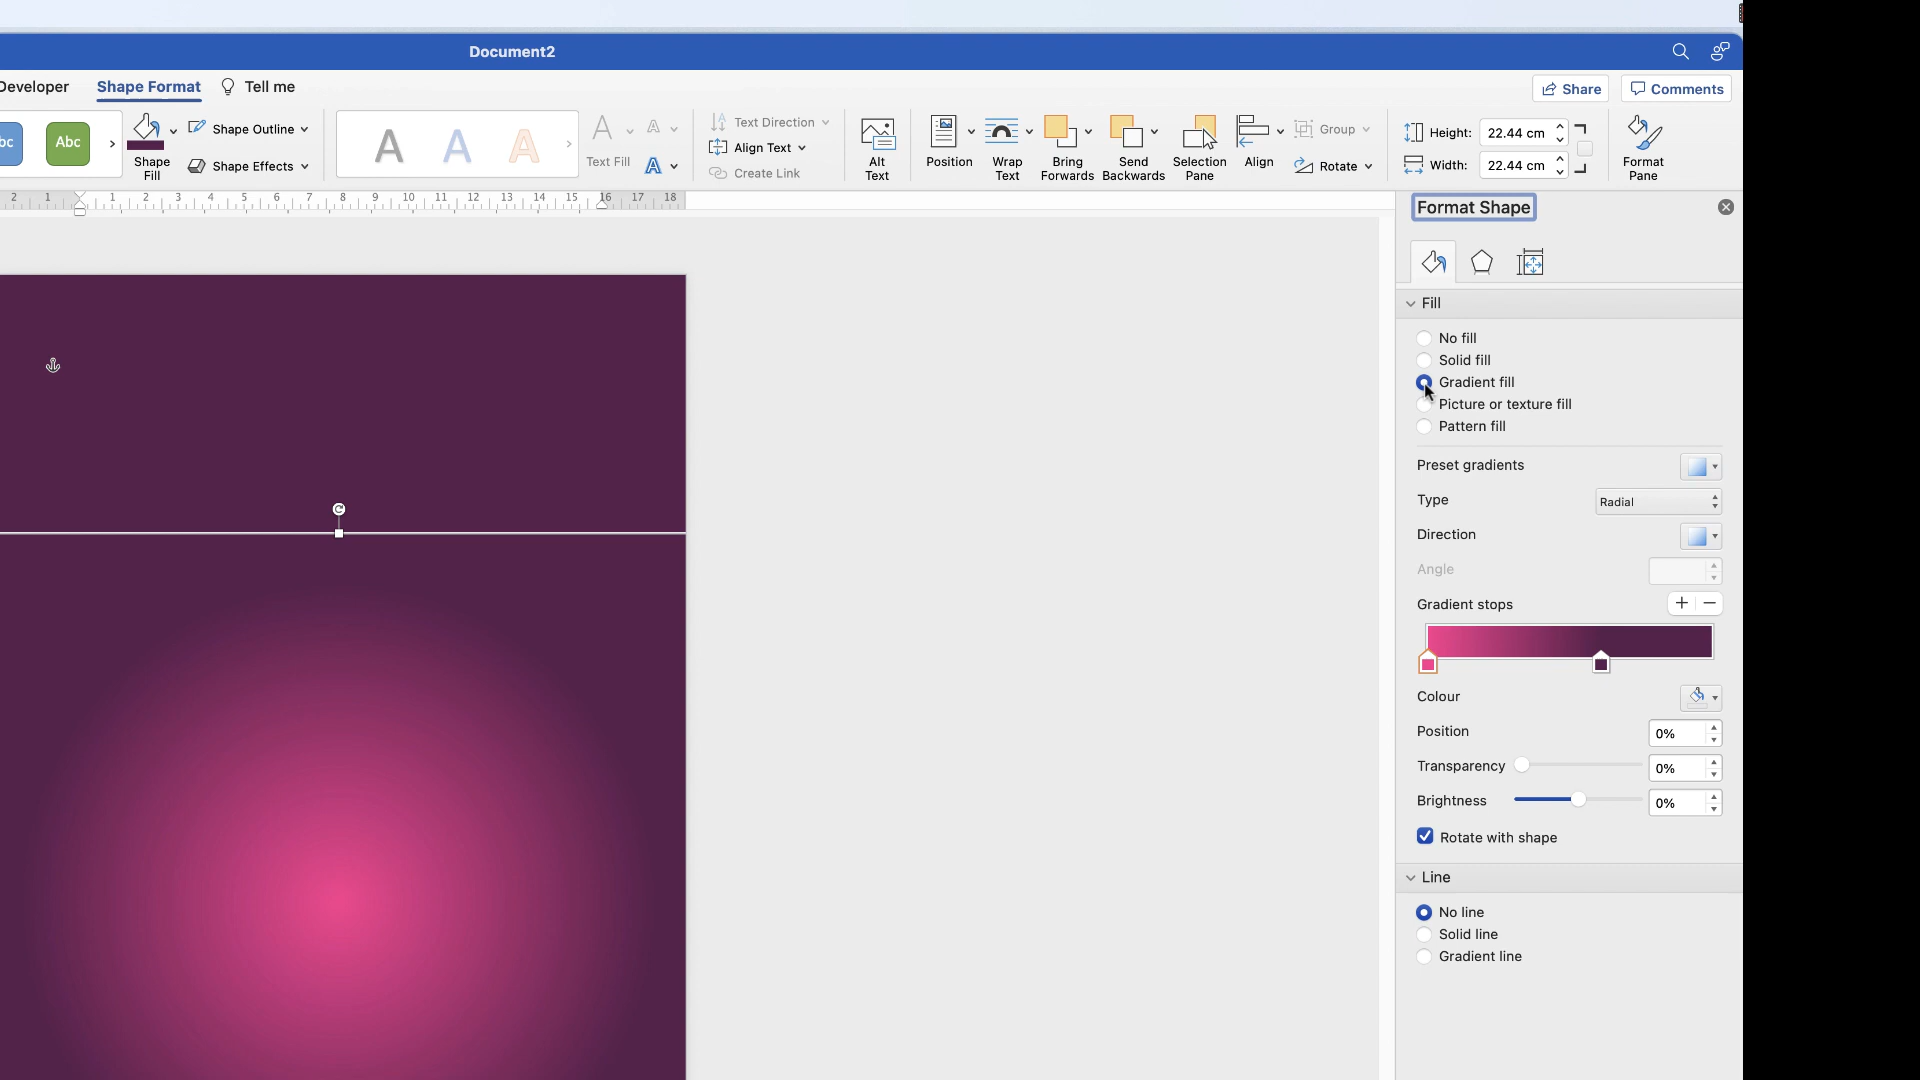 Document2
Developer Shape Format Tell me
Share Comments
bc Abc
Shape Fill
Shape Outline
Shape Effects
A A A
Text Fill
Text Direction
Align Text
Create Link
Alt Text
Position
Wrap Text
Bring Forwards
Send Backwards
Selection Pane
Align
Group
Rotate
Height: 22.44 cm
Width: 22.44 cm
Format Pane
2 1 1 2 3 4 5 6 7 8 9 10 11 12 13 14 15 16 17 18
Format Shape
Fill
No fill
Solid fill
Gradient fill
Picture or texture fill
Pattern fill
Preset gradients
Type Radial
Direction
Angle
Gradient stops
Colour
Position 0%
Transparency 0%
Brightness 0%
Rotate with shape
Line
No line
Solid line
Gradient line